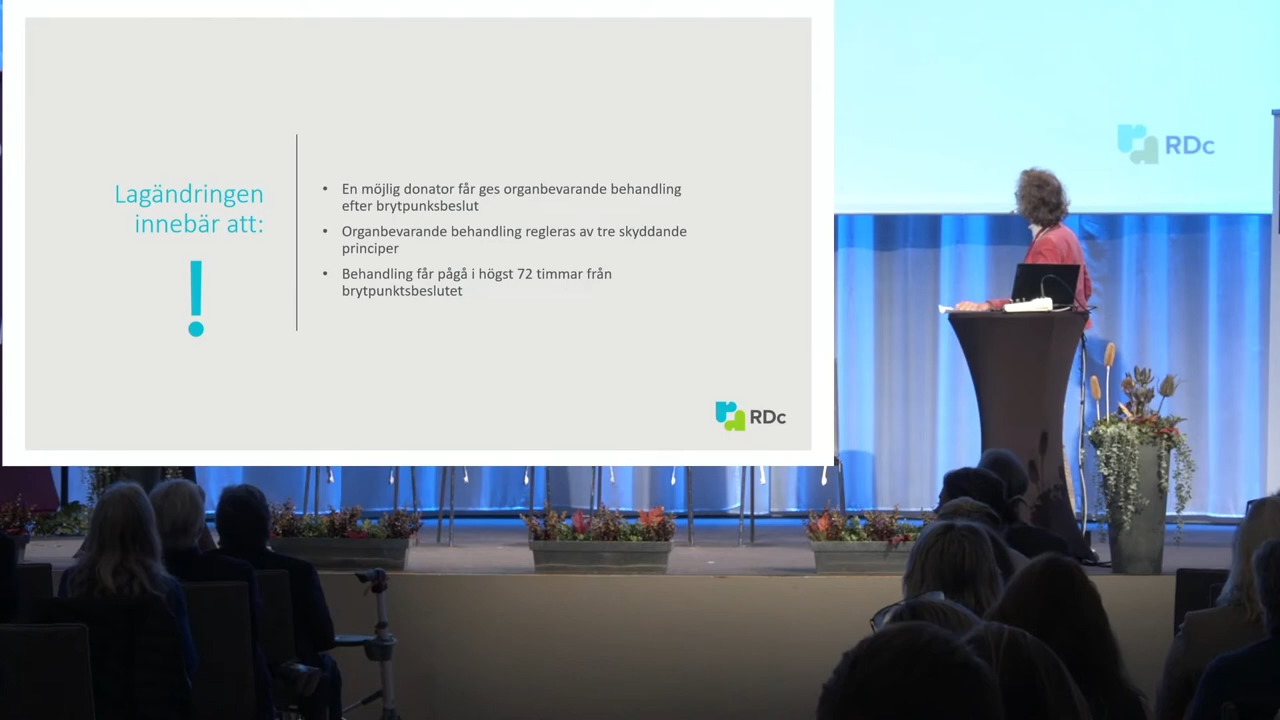 Lagändringen
innebär att:
!
• En möjlig donator får ges organbevarande behandling
efter brytpunksbeslut
• Organbevarande behandling regleras av tre skyddande
principer
• Behandling får pågå i högst 72 timmar från
brytpunktsbeslutet
RDc
RDc